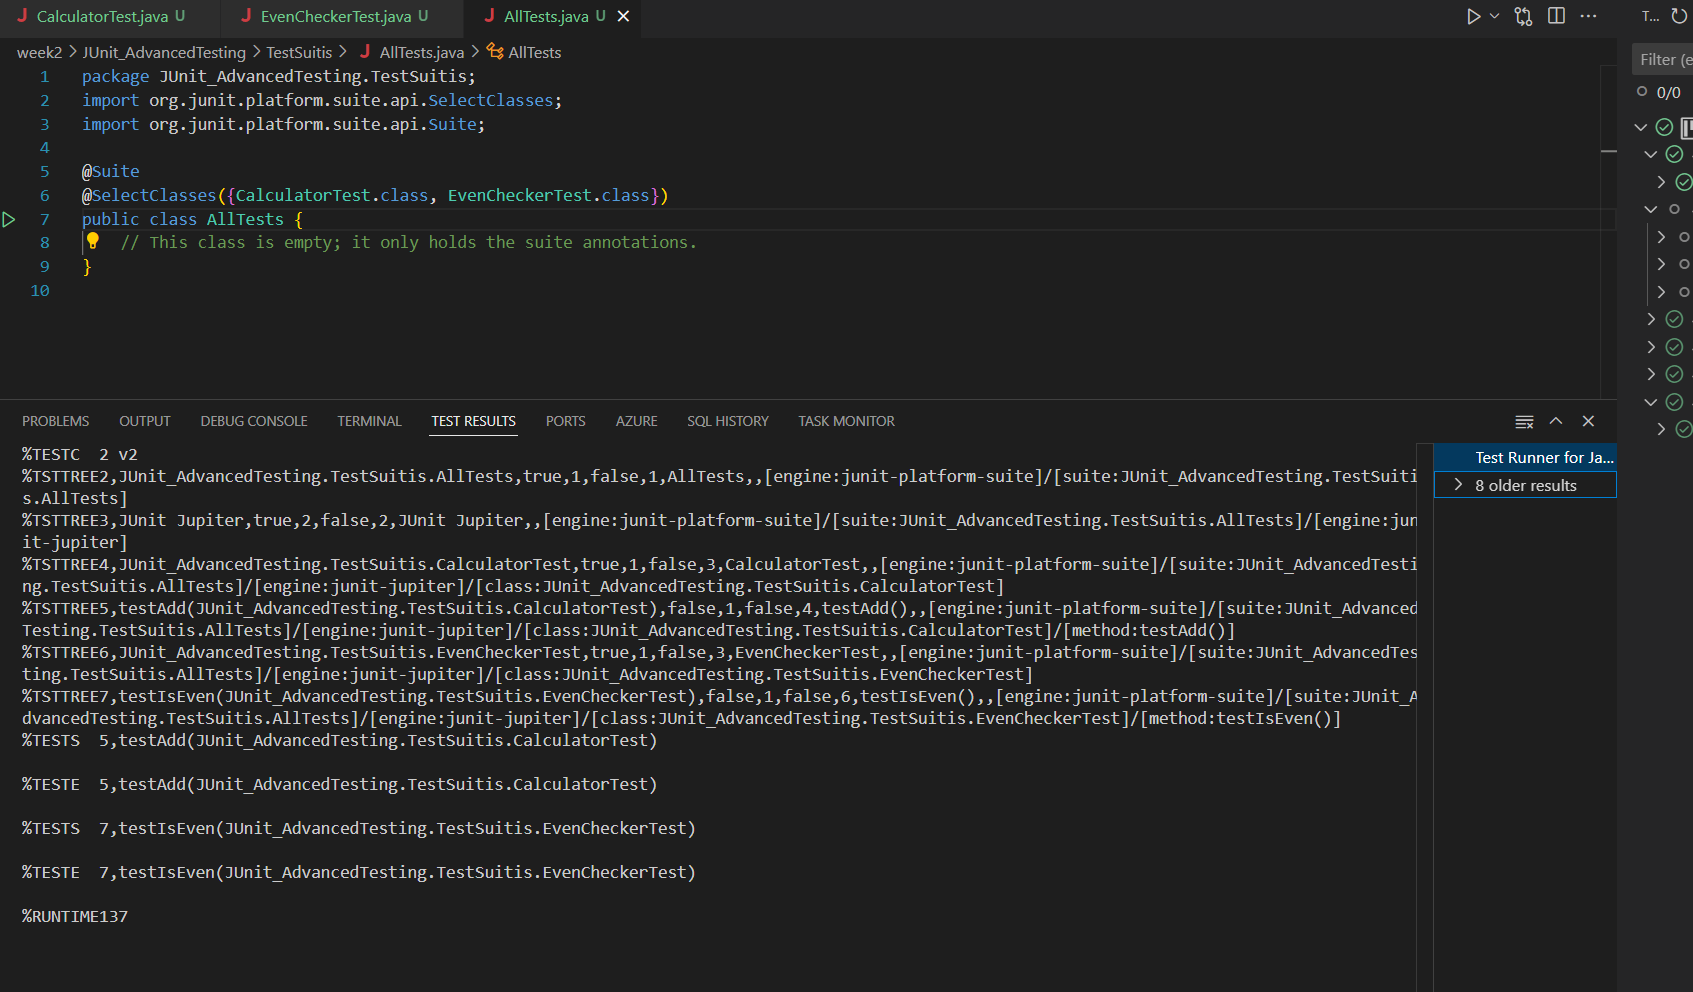 CalculatorTest.java U
EvenCheckerTest.java U
AllTests.java U
T...
week2 > JUnit_AdvancedTesting > TestSuitis > AllTests.java > AllTests
Filter (e
0/0
1 package JUnit_AdvancedTesting.TestSuitis;
2 import org.junit.platform.suite.api.SelectClasses;
3 import org.junit.platform.suite.api.Suite;
4
5 @Suite
6 @SelectClasses({CalculatorTest.class, EvenCheckerTest.class})
7 public class AllTests {
8 // This class is empty; it only holds the suite annotations.
9 }
10
PROBLEMS OUTPUT DEBUG CONSOLE TERMINAL TEST RESULTS PORTS AZURE SQL HISTORY TASK MONITOR
%TESTC 2 v2
%TSTTREE2,JUnit_AdvancedTesting.TestSuitis.AllTests,true,1,false,1,AllTests,,[engine:junit-platform-suite]/[suite:JUnit_AdvancedTesting.TestSuiti
s.AllTests]
%TSTTREE3,JUnit Jupiter,true,2,false,2,JUnit Jupiter,,[engine:junit-platform-suite]/[suite:JUnit_AdvancedTesting.TestSuitis.AllTests]/[engine:jun
it-jupiter]
%TSTTREE4,JUnit_AdvancedTesting.TestSuitis.CalculatorTest,true,1,false,3,CalculatorTest,,[engine:junit-platform-suite]/[suite:JUnit_AdvancedTesti
ng.TestSuitis.AllTests]/[engine:junit-jupiter]/[class:JUnit_AdvancedTesting.TestSuitis.CalculatorTest]
%TSTTREE5,testAdd(JUnit_AdvancedTesting.TestSuitis.CalculatorTest),false,1,false,4,testAdd(),,[engine:junit-platform-suite]/[suite:JUnit_Advanced
Testing.TestSuitis.AllTests]/[engine:junit-jupiter]/[class:JUnit_AdvancedTesting.TestSuitis.CalculatorTest]/[method:testAdd()]
%TSTTREE6,JUnit_AdvancedTesting.TestSuitis.EvenCheckerTest,true,1,false,3,EvenCheckerTest,,[engine:junit-platform-suite]/[suite:JUnit_AdvancedTes
ting.TestSuitis.AllTests]/[engine:junit-jupiter]/[class:JUnit_AdvancedTesting.TestSuitis.EvenCheckerTest]
%TSTTREE7,testIsEven(JUnit_AdvancedTesting.TestSuitis.EvenCheckerTest),false,1,false,6,testIsEven(),,[engine:junit-platform-suite]/[suite:JUnit_A
dvancedTesting.TestSuitis.AllTests]/[engine:junit-jupiter]/[class:JUnit_AdvancedTesting.TestSuitis.EvenCheckerTest]/[method:testIsEven()]
%TESTS 5,testAdd(JUnit_AdvancedTesting.TestSuitis.CalculatorTest)
%TESTE 5,testAdd(JUnit_AdvancedTesting.TestSuitis.CalculatorTest)
%TESTS 7,testIsEven(JUnit_AdvancedTesting.TestSuitis.EvenCheckerTest)
%TESTE 7,testIsEven(JUnit_AdvancedTesting.TestSuitis.EvenCheckerTest)
%RUNTIME137
Test Runner for Ja...
8 older results